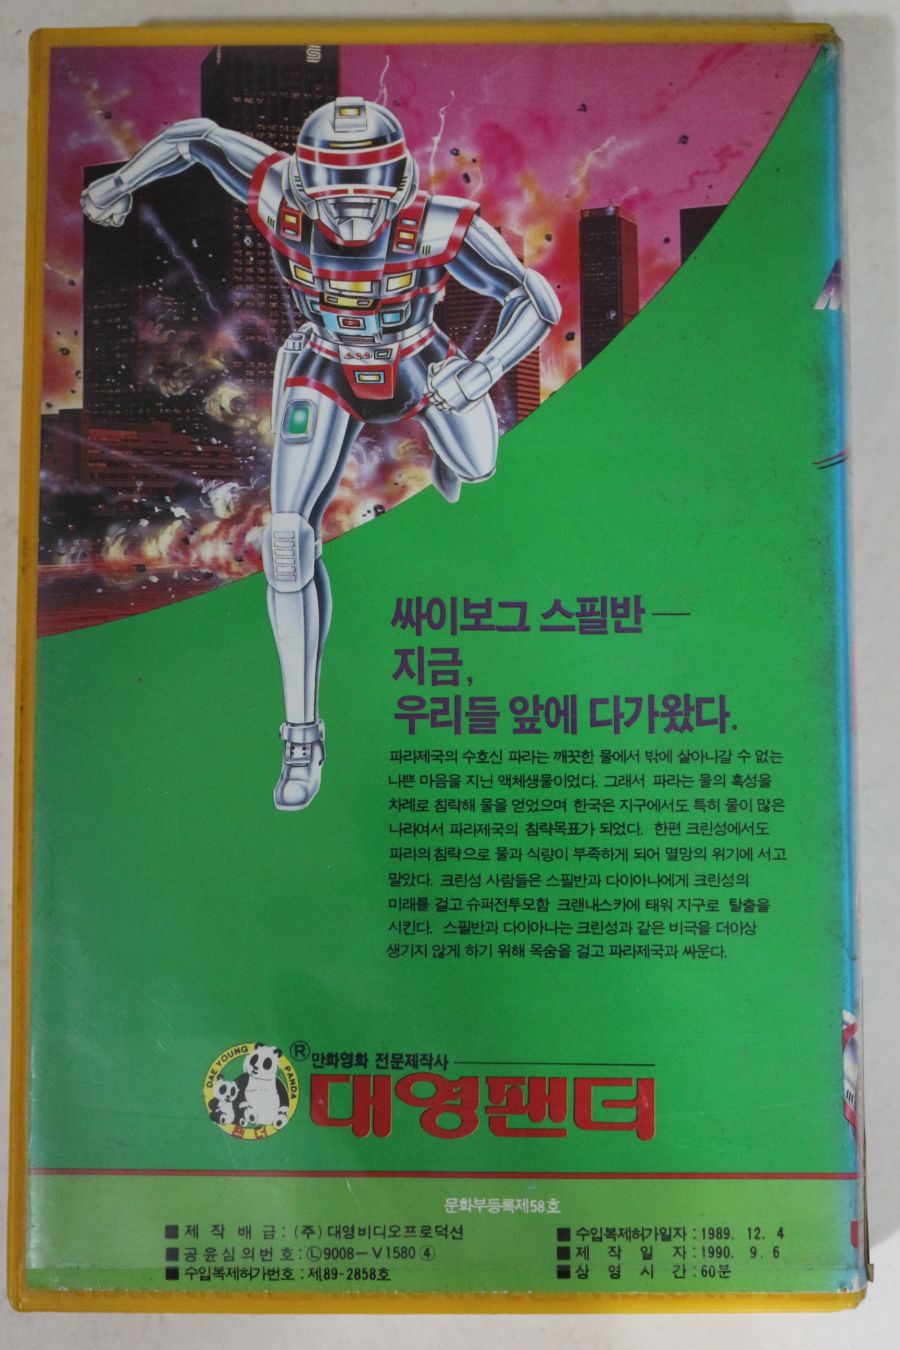 싸이보그 스필반—
지금,
우리들 앞에 다가왔다.
파라제국의 수호신 파라는 깨끗한 물에서 밖에 살아나갈 수 없는
나쁜 마음을 지닌 액체생물이었다. 그래서 파라는 물의 혹성을
차례로 침략해 물을 얻었으며 한국은 지구에서도 특히 물이 많은
나라여서 파라제국의 침략목표가 되었다. 한편 크린성에서도
파라의 침략으로 물과 식량이 부족하게 되어 멸망의 위기에 서고
말았다. 크린성 사람들은 스필반과 다이아나에게 크린성의
미래를 걸고 슈퍼전투모함 크랜내스카에 태워 지구로 탈출을
시킨다. 스필반과 다이아나는 크린성과 같은 비극을 더이상
생기지 않게 하기 위해 목숨을 걸고 파라제국과 싸운다.
DAE YOUNG PANDA
팬더
® 만화영화 전문제작사
대영팬더
문화부등록제58호
■ 제작배급 : (주) 대영비디오프로덕션
■ 공윤심의번호 : Ⓛ9008-V1580 ④
■ 수입복제허가번호 : 제89-2858호
■ 수입복제허가일자 : 1989. 12. 4
■ 제작일자 : 1990. 9. 6
■ 상영시간 : 60분